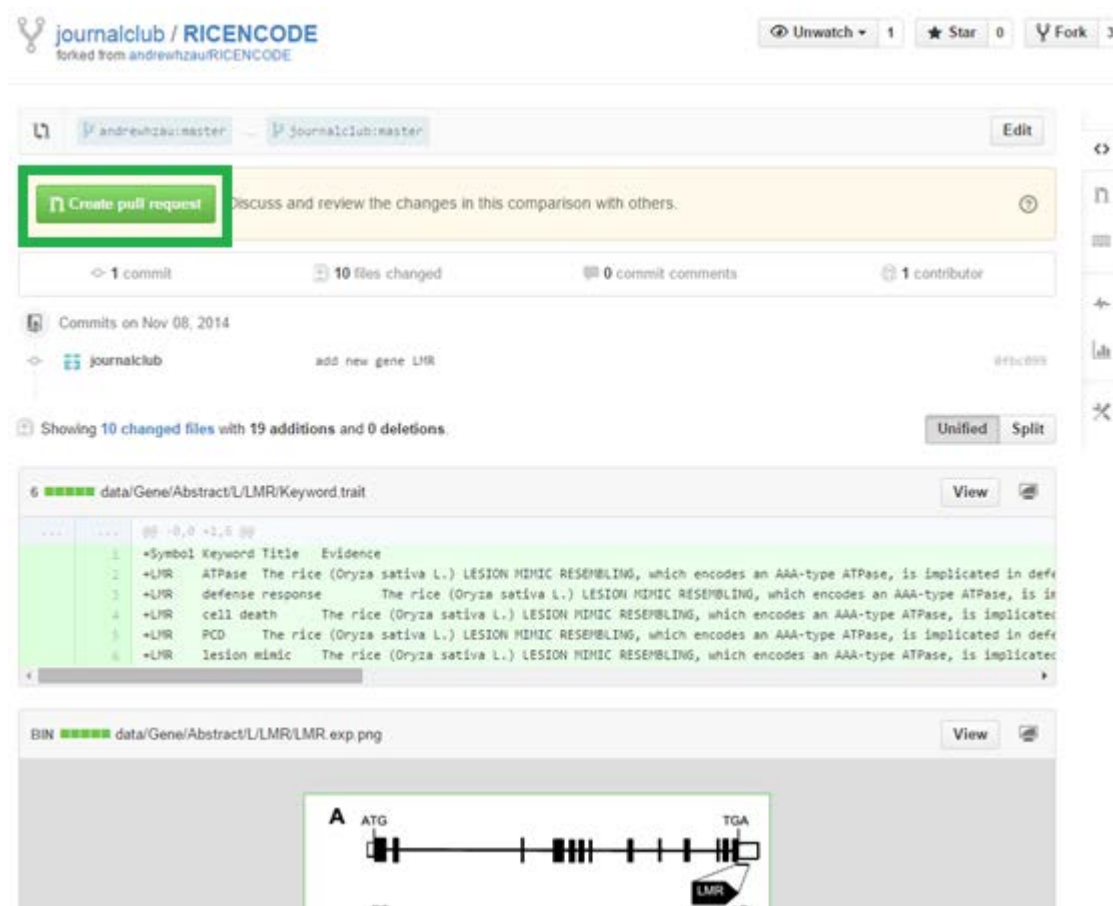 journalclub / RICENCODE
forked from andrewhzau/RICENCODE
Unwatch 1 Star 0 Fork 3
andrewhzau:master ... journalclub:master Edit
Create pull request Discuss and review the changes in this comparison with others.
1 commit 10 files changed 0 commit comments 1 contributor
Commits on Nov 08, 2014
journalclub add new gene LMR
Showing 10 changed files with 19 additions and 0 deletions.
Unified Split
6 data/Gene/Abstract/L/LMR/Keyword.trait View
... ... @@ -0,0 +1,6 @@
1 +Symbol Keyword Title Evidence
2 +LMR ATPase The rice (Oryza sativa L.) LESION MIMIC RESEMBLING, which encodes an AAA-type ATPase, is implicated in defe
3 +LMR defense response The rice (Oryza sativa L.) LESION MIMIC RESEMBLING, which encodes an AAA-type ATPase, is im
4 +LMR cell death The rice (Oryza sativa L.) LESION MIMIC RESEMBLING, which encodes an AAA-type ATPase, is implicated
5 +LMR PCD The rice (Oryza sativa L.) LESION MIMIC RESEMBLING, which encodes an AAA-type ATPase, is implicated in defe
6 +LMR lesion mimic The rice (Oryza sativa L.) LESION MIMIC RESEMBLING, which encodes an AAA-type ATPase, is implicated
BIN data/Gene/Abstract/L/LMR/LMR.exp.png View
A ATG TGA
LMR